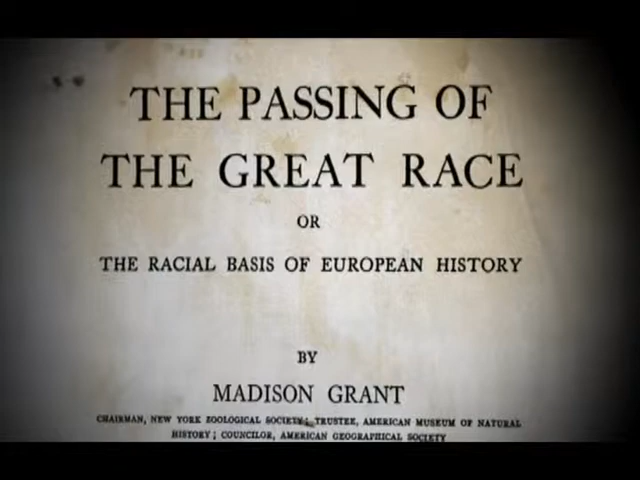 THE PASSING OF
THE GREAT RACE
OR
THE RACIAL BASIS OF EUROPEAN HISTORY
BY
MADISON GRANT
CHAIRMAN, NEW YORK ZOOLOGICAL SOCIETY; TRUSTEE, AMERICAN MUSEUM OF NATURAL
HISTORY; COUNCILOR, AMERICAN GEOGRAPHICAL SOCIETY